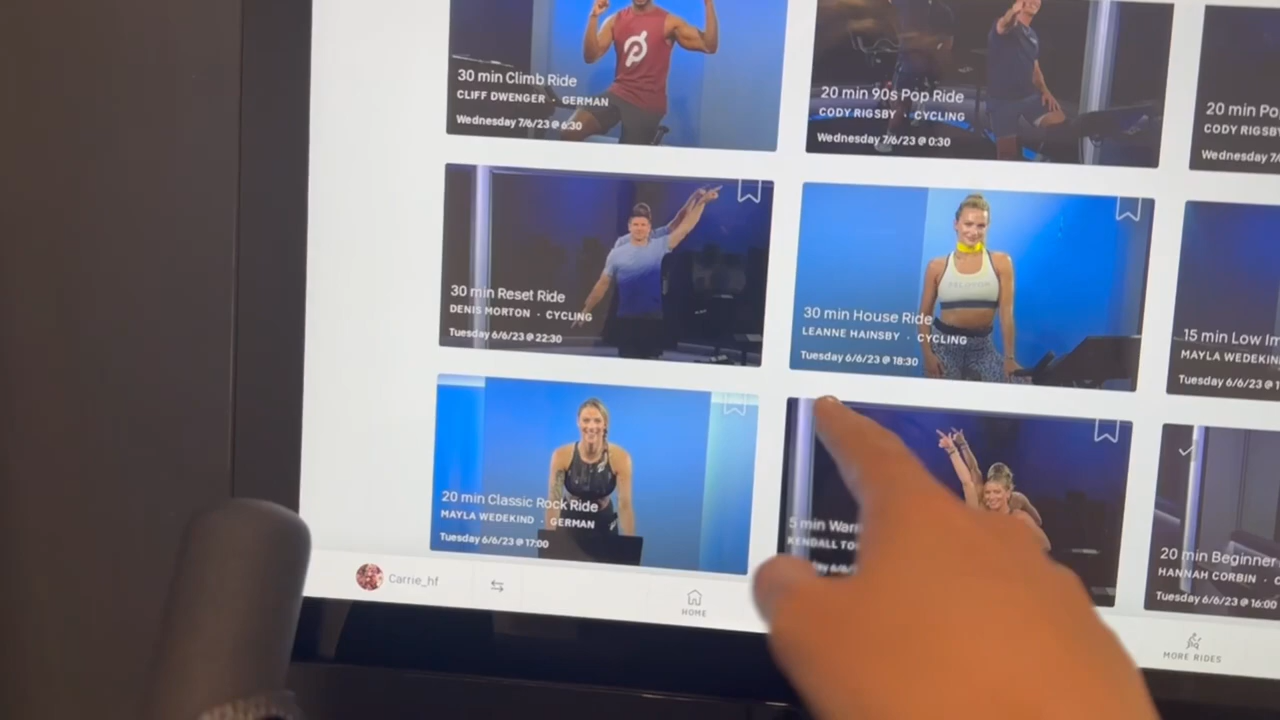 30 min Climb Ride
CLIFF DWENGER · GERMAN
Wednesday 7/6/23 @ 6:30
20 min 90s Pop Ride
CODY RIGSBY · CYCLING
Wednesday 7/6/23 @ 0:30
20 min Po
CODY RIGSB
Wednesday 7/
30 min Reset Ride
DENIS MORTON · CYCLING
Tuesday 6/6/23 @ 22:30
30 min House Ride
LEANNE HAINSBY · CYCLING
Tuesday 6/6/23 @ 18:30
PELOTON
15 min Low Im
MAYLA WEDEKIN
Tuesday 6/6/23 @ 1
20 min Classic Rock Ride
MAYLA WEDEKIND · GERMAN
Tuesday 6/6/23 @ 17:00
5 min War
KENDALL TO
20 min Beginner
HANNAH CORBIN · C
Tuesday 6/6/23 @ 16:00
Carrie_hf
HOME
MORE RIDES